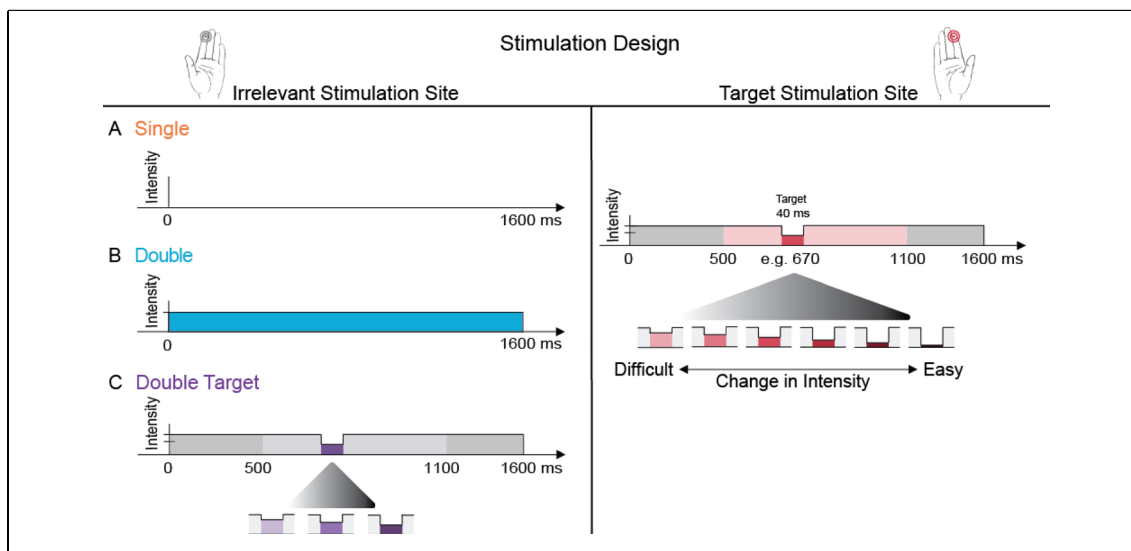 Stimulation Design
Irrelevant Stimulation Site
Target Stimulation Site
A Single
Intensity
0 1600 ms
B Double
Intensity
0 1600 ms
C Double Target
Intensity
0 500 1100 1600 ms
Target
40 ms
Intensity
0 500 e.g. 670 1100 1600 ms
Difficult Change in Intensity Easy